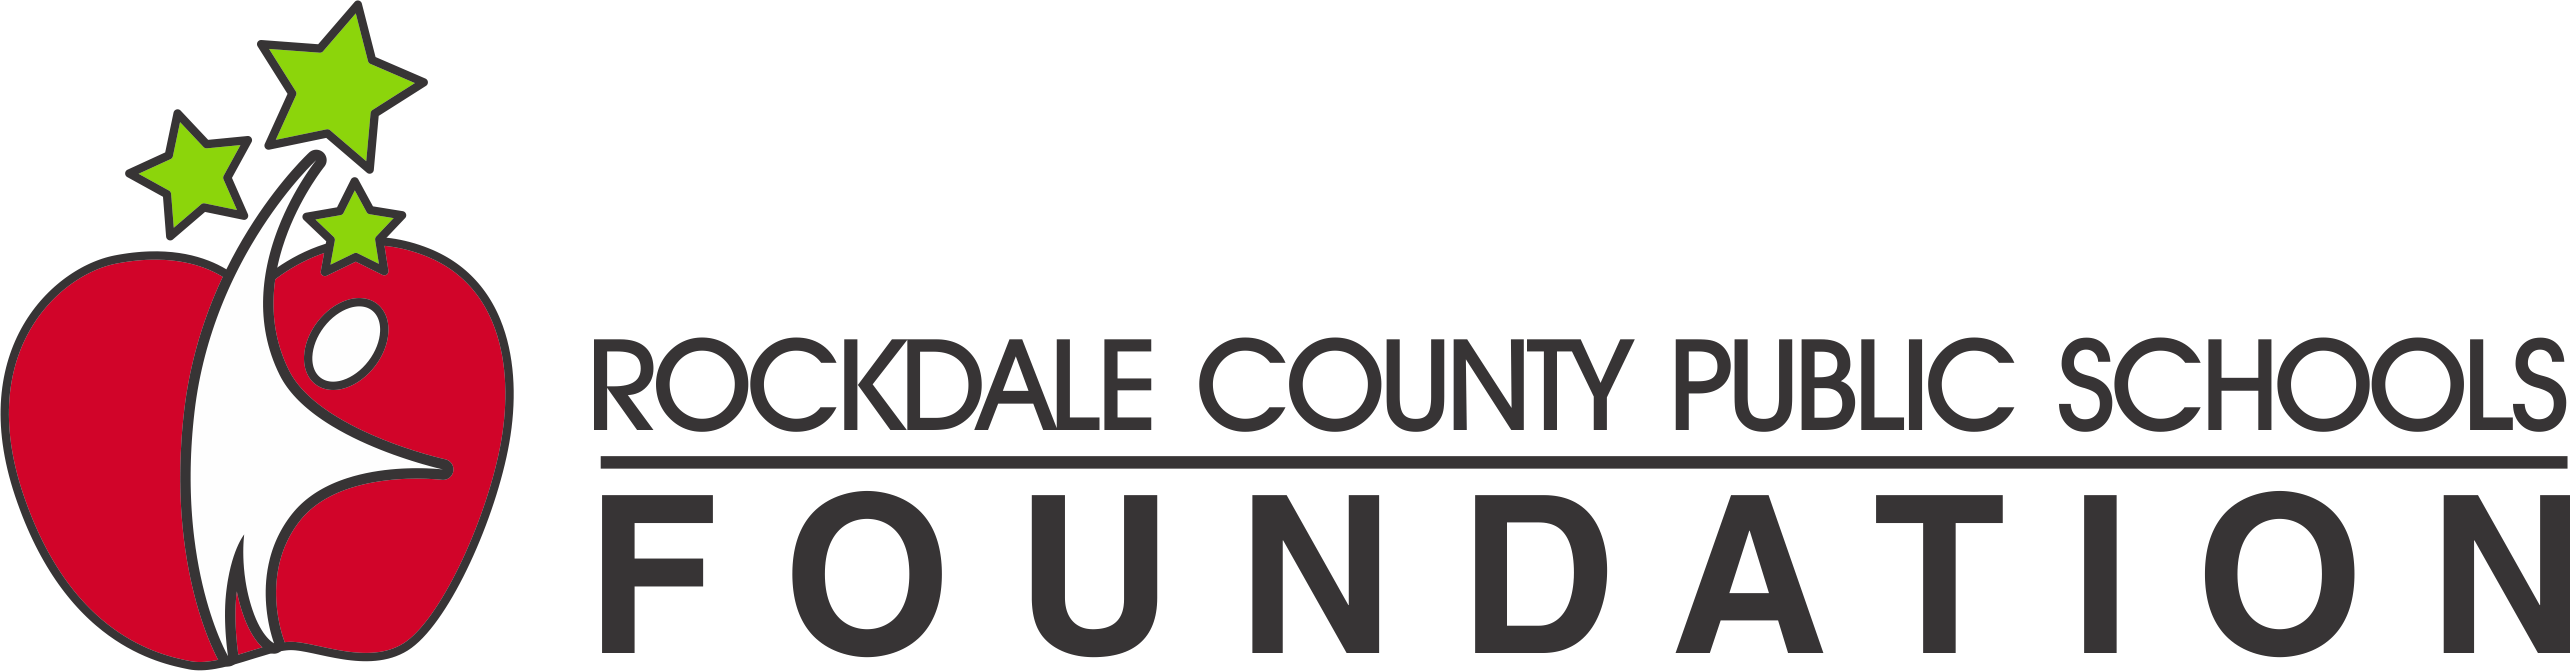 ROCKDALE COUNTY PUBLIC SCHOOLS
FOUNDATION